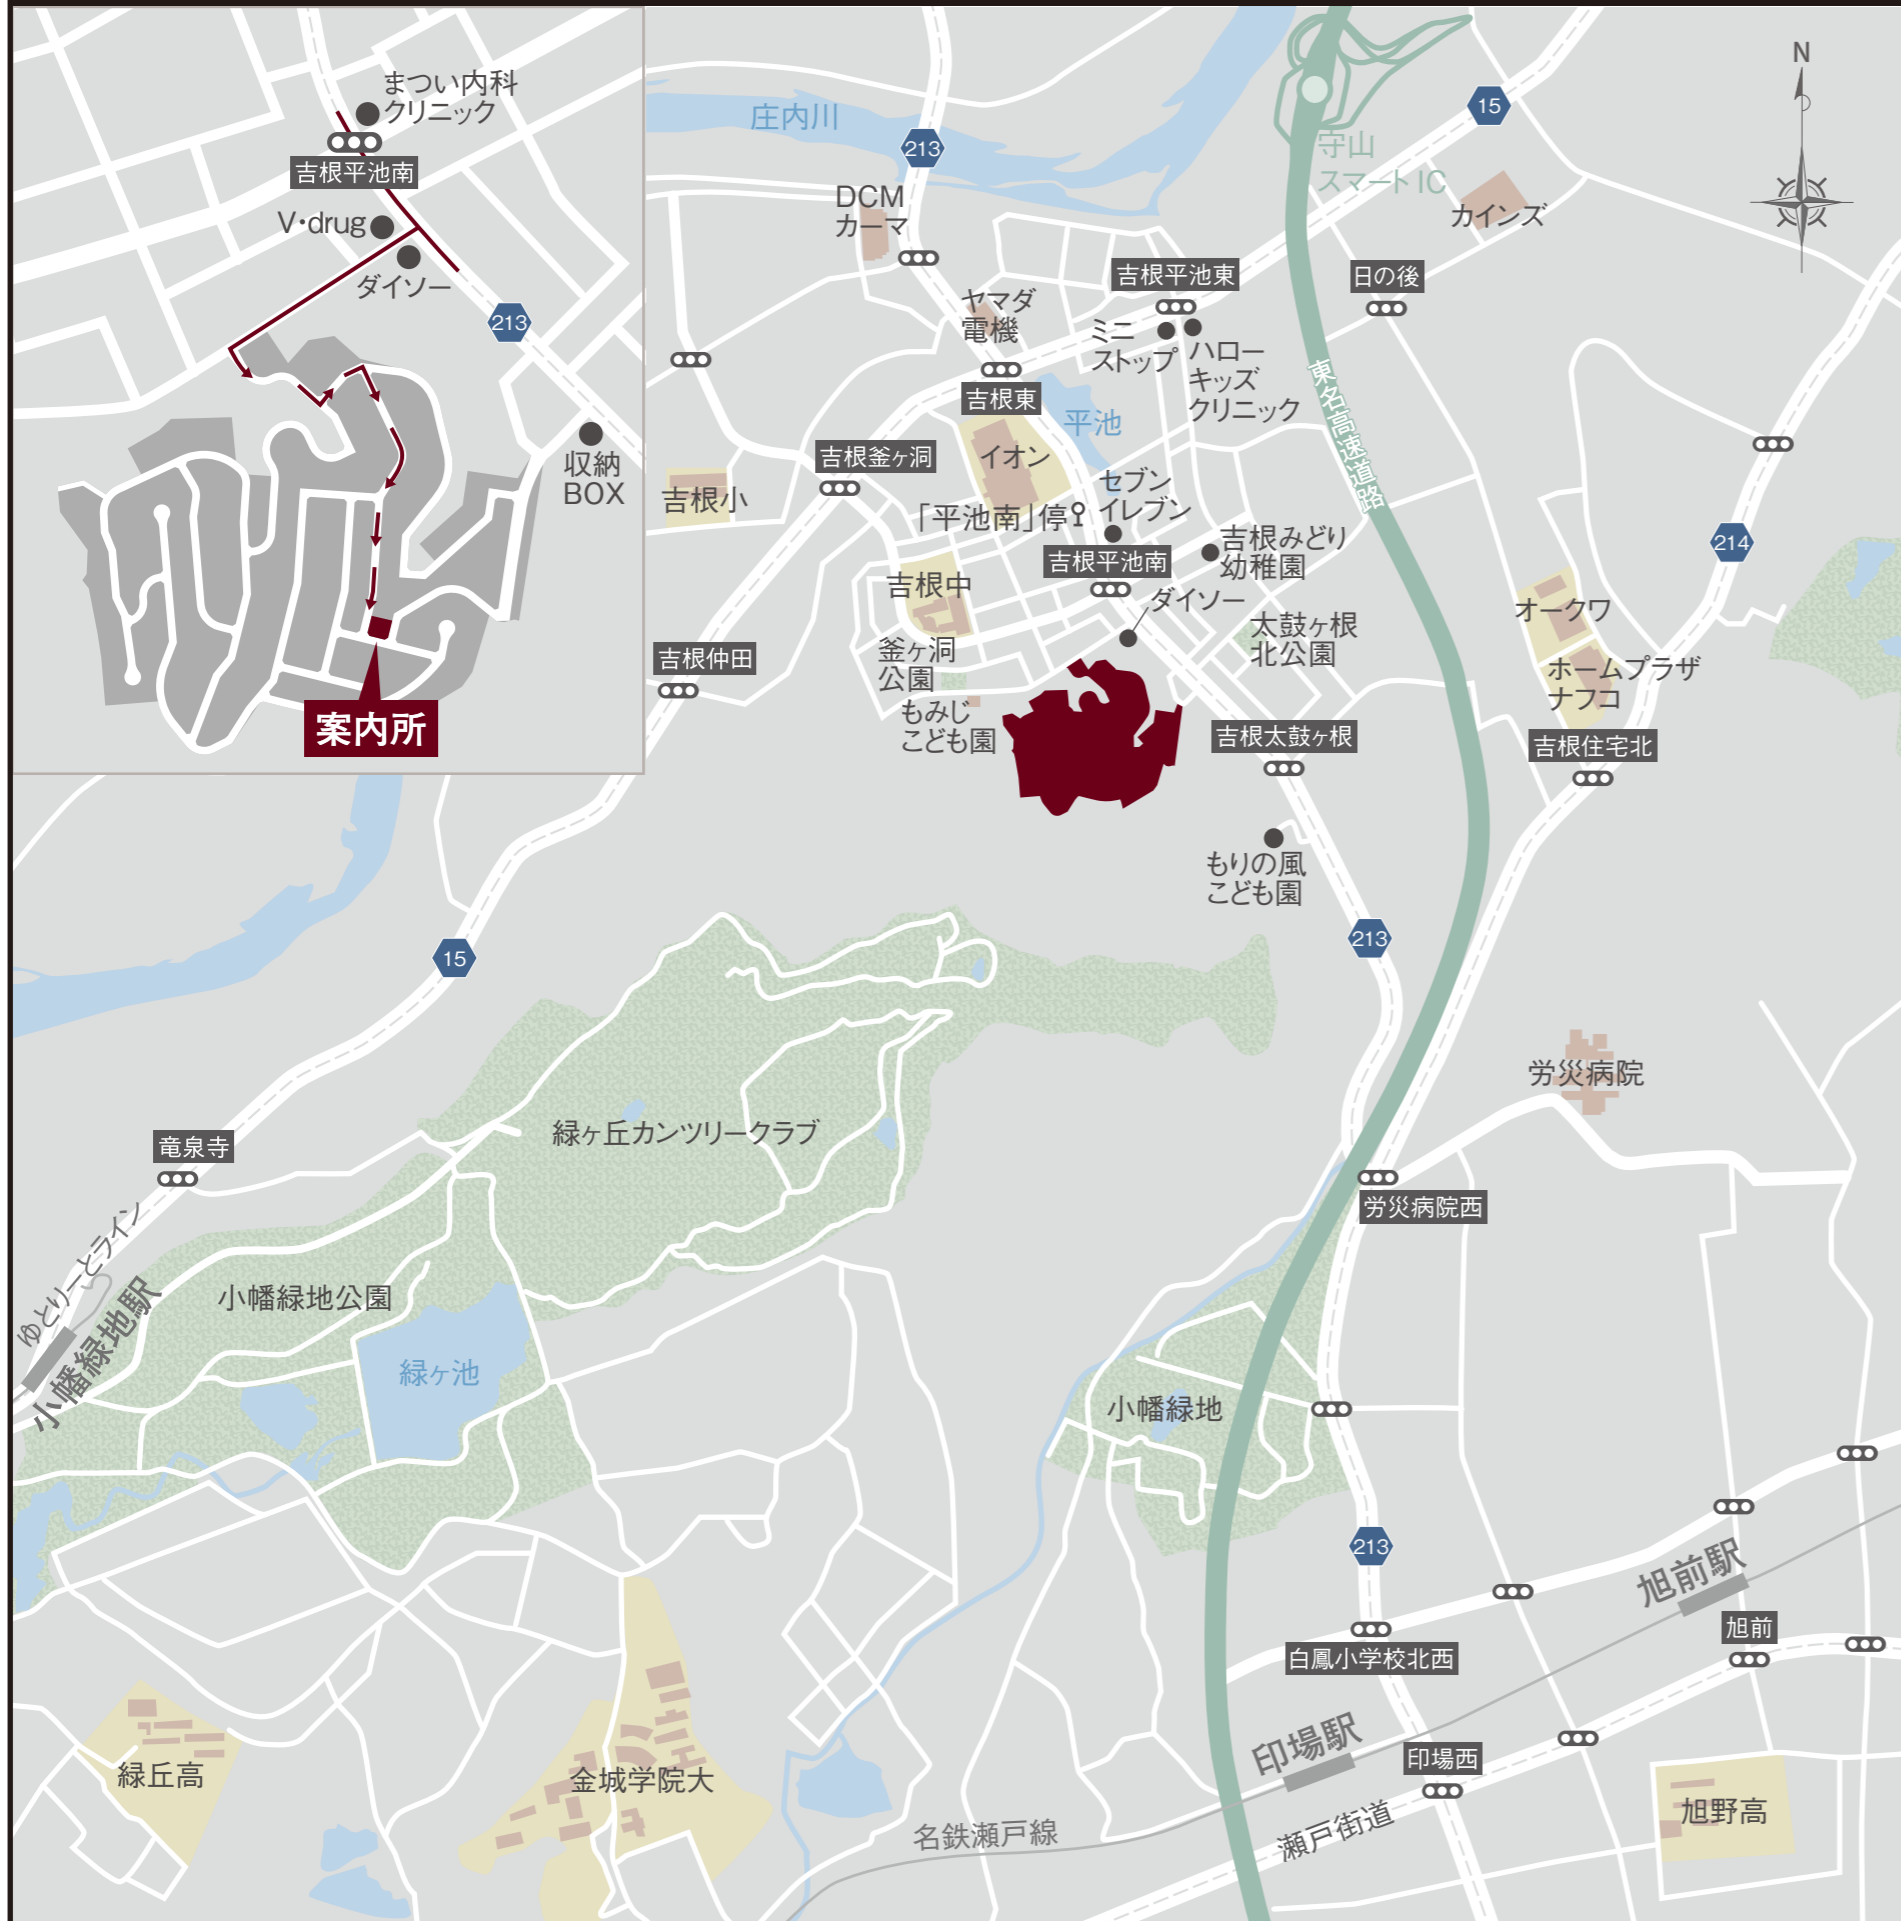 まつい内科
クリニック
吉根平池南
V・drug
ダイソー
213
収納
BOX
案内所
N
庄内川
213
15
守山
スマートIC
DCM
カーマ
カインズ
吉根平池東
日の後
ヤマダ
電機
ミニ
ストップ
ハロー
キッズ
クリニック
東名高速道路
吉根東
平池
吉根釜ヶ洞
イオン
吉根小
セブン
イレブン
「平池南」停
吉根みどり
幼稚園
吉根平池南
214
吉根中
ダイソー
オークワ
太鼓ヶ根
北公園
釜ヶ洞
公園
吉根仲田
ホームプラザ
ナフコ
もみじ
こども園
吉根太鼓ヶ根
吉根住宅北
もりの風
こども園
213
15
労災病院
緑ヶ丘カンツリークラブ
竜泉寺
労災病院西
ゆとりーとライン
小幡緑地駅
小幡緑地公園
緑ヶ池
小幡緑地
213
旭前駅
旭前
白鳳小学校北西
印場駅
印場西
緑丘高
金城学院大
名鉄瀬戸線
瀬戸街道
旭野高